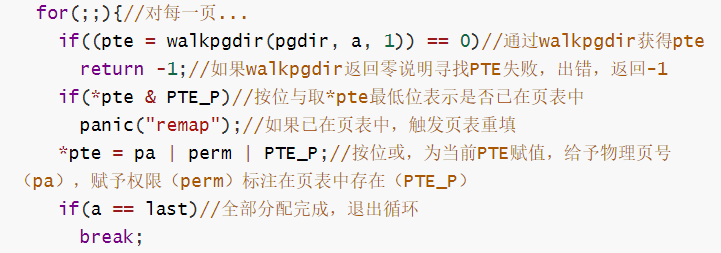 for(;;){//对每一页...
if((pte = walkpgdir(pgdir, a, 1)) == 0)//通过walkpgdir获得pte
return -1;//如果walkpgdir返回零说明寻找PTE失败，出错，返回-1
if(*pte & PTE_P)//按位与取*pte最低位表示是否已在页表中
panic("remap");//如果已在页表中，触发页表重填
*pte = pa | perm | PTE_P;//按位或，为当前PTE赋值，给予物理页号
（pa），赋予权限（perm）标注在页表中存在（PTE_P）
if(a == last)//全部分配完成，退出循环
break;